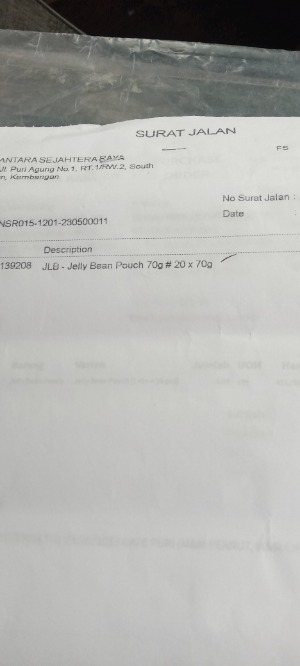 SURAT JALAN
FS
ANTARA SEJAHTERA RAYA
Jl. Puri Agung No.1, RT.1/RW.2, South
n, Kembangan
No Surat Jalan :
Date :
NSR015-1201-230500011
Description
139208 JLB - Jelly Bean Pouch 70g # 20 x 70g